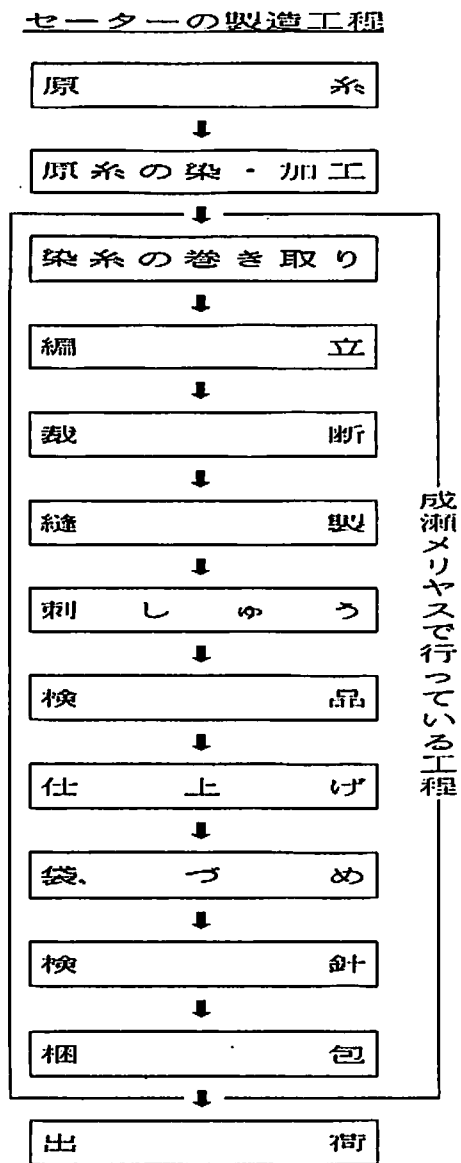 セーターの製造工程
原糸
原糸の染・加工
染糸の巻き取り
編立
裁断
縫製
刺しゅう
検品
仕上げ
袋づめ
検針
梱包
出荷
成瀬メリヤスで行っている工程